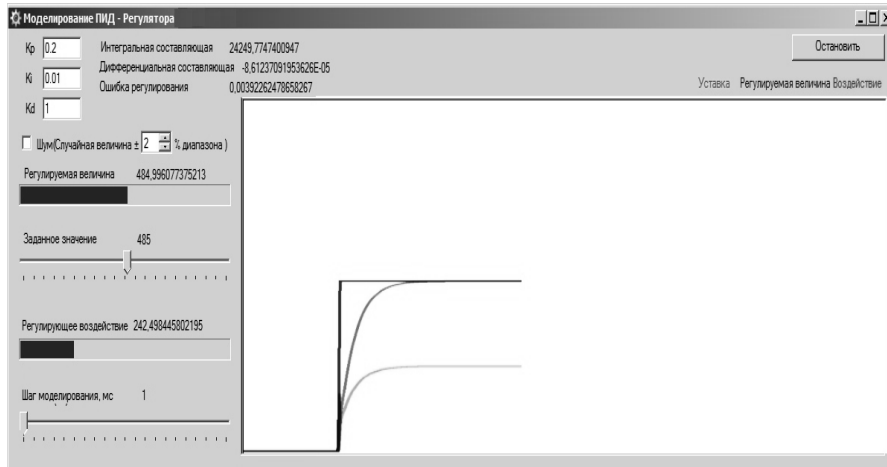 Моделирование ПИД - Регулятора
Kp 0.2
Интегральная составляющая 24249,7747400947
Остановить
Дифференциальная составляющая -8,61237091953626E-05
Ki 0.01
Ошибка регулирования 0,00392262478658267
Уставка Регулируемая величина Воздействие
Kd 1
Шум(Случайная величина ± 2 % диапазона )
Регулируемая величина 484,996077375213
Заданное значение 485
Регулирующее воздействие 242,498445802195
Шаг моделирования, мс 1